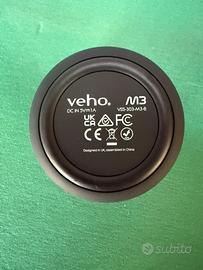 veho. M3
DC IN 5V⎓1A VSS-303-M3-B
UK CA CE FC
Designed in UK, assembled in China
subito